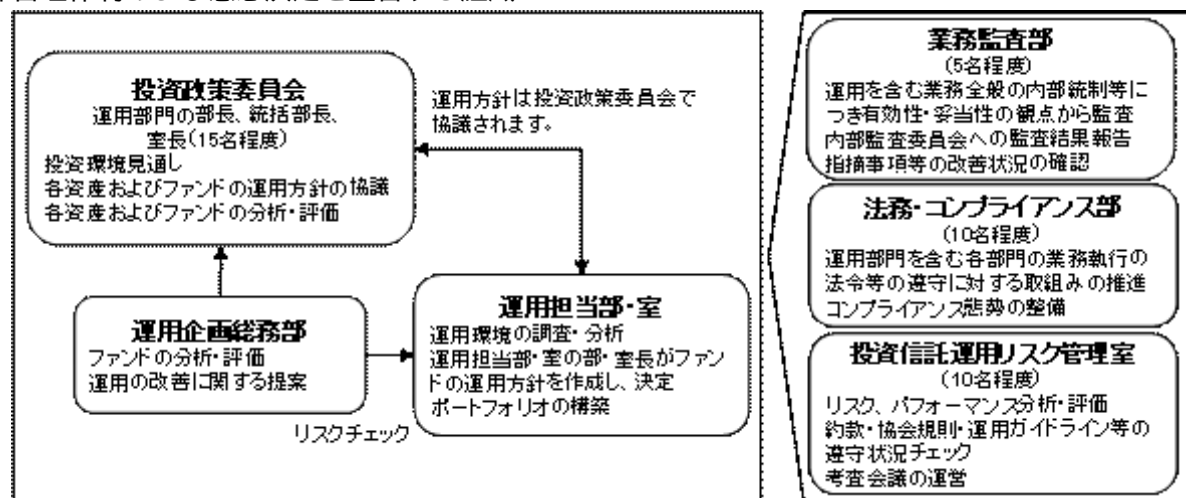 投資政策委員会
運用部門の部長、統括部長、
室長(15名程度)
投資環境見通し
各資産およびファンドの運用方針の協議
各資産およびファンドの分析・評価
運用方針は投資政策委員会で
協議されます。
運用企画総務部
ファンドの分析・評価
運用の改善に関する提案
リスクチェック
運用担当部・室
運用環境の調査・分析
運用担当部・室の部・室長がファン
ドの運用方針を作成し、決定
ポートフォリオの構築
業務監査部
(5名程度)
運用を含む業務全般の内部統制等に
つき有効性・妥当性の観点から監査
内部監査委員会への監査結果報告
指摘事項等の改善状況の確認
法務・コンプライアンス部
(10名程度)
運用部門を含む各部門の業務執行の
法令等の遵守に対する取組みの推進
コンプライアンス態勢の整備
投資信託運用リスク管理室
(10名程度)
リスク、パフォーマンス分析・評価
約款・協会規則・運用ガイドライン等の
遵守状況チェック
考査会議の運営